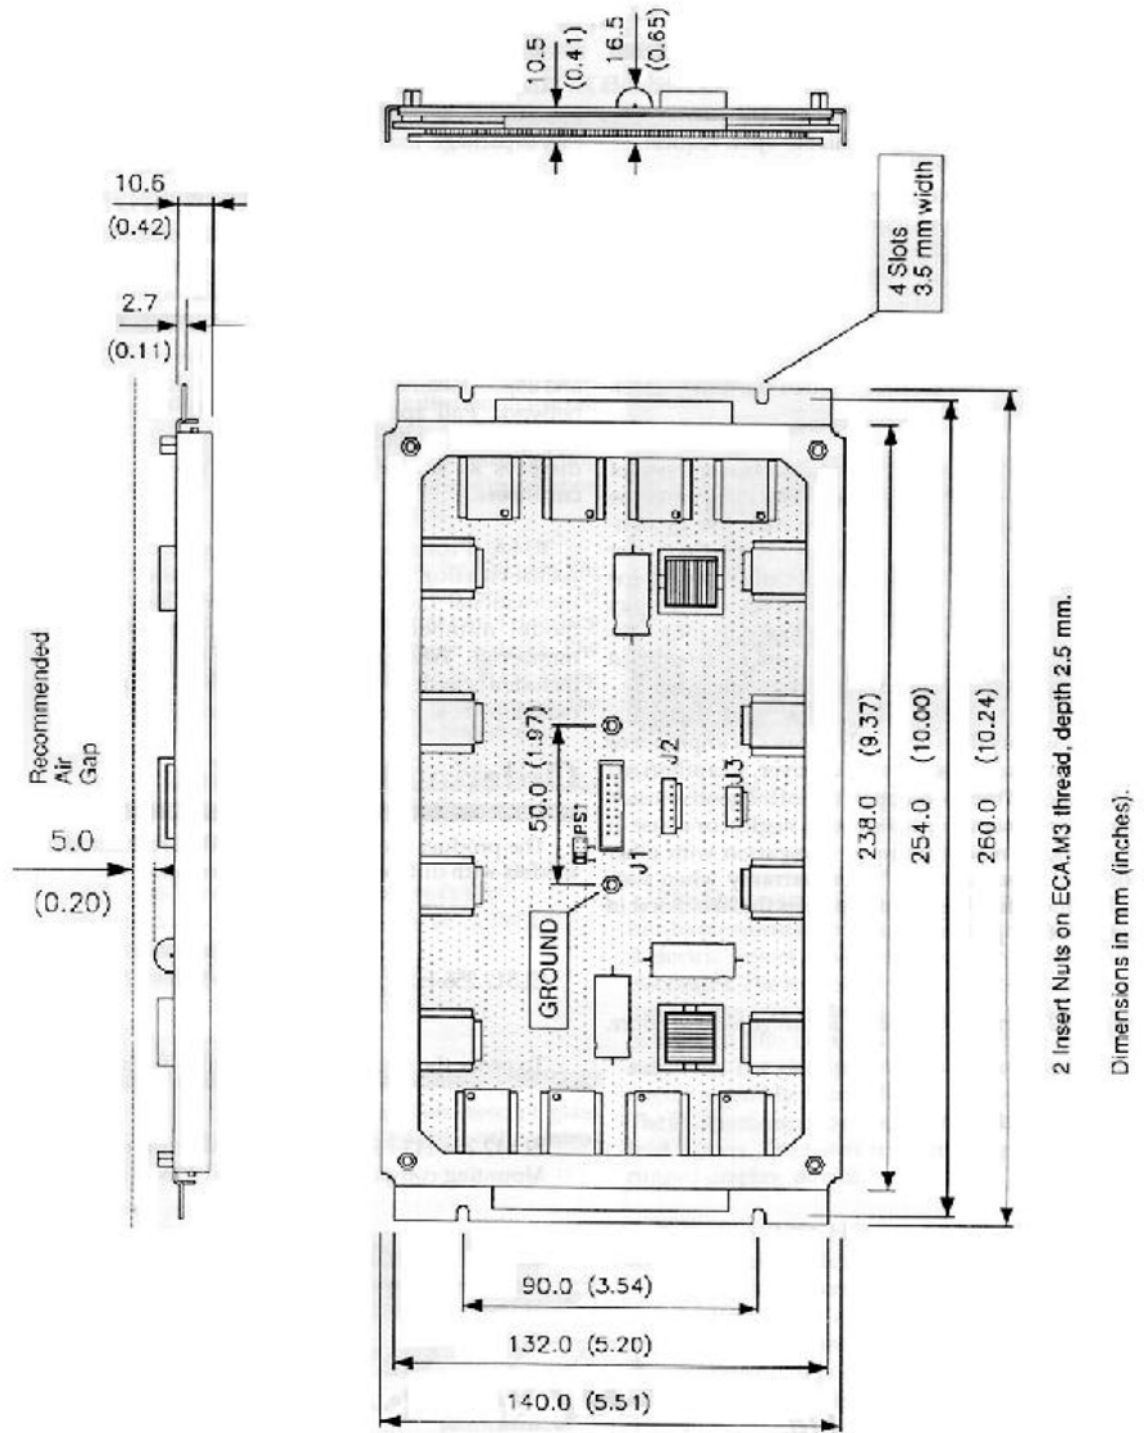 10.5
(0.41)
16.5
(0.65)
10.6
(0.42)
2.7
(0.11)
4 Slots
3.5 mm width
Recommended
Air
Gap
5.0
(0.20)
50.0 (1.97)
PS1
J1
J2
J3
GROUND
238.0 (9.37)
254.0 (10.00)
260.0 (10.24)
90.0 (3.54)
132.0 (5.20)
140.0 (5.51)
2 Insert Nuts on ECA.M3 thread, depth 2.5 mm.
Dimensions in mm (inches).